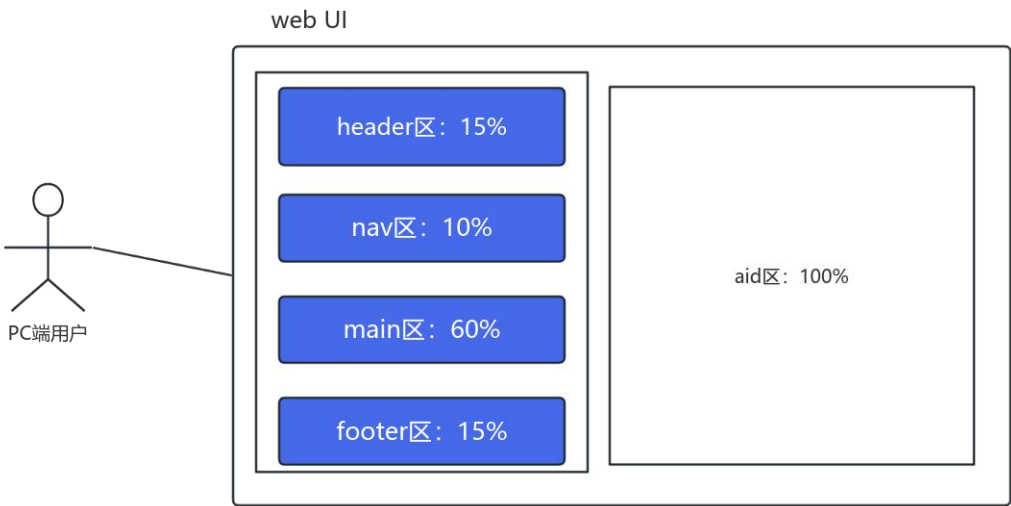 web UI
header区：15%
nav区：10%
main区：60%
footer区：15%
aid区：100%
PC端用户